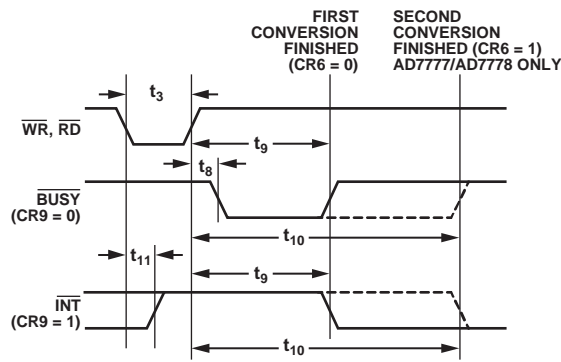 FIRST
CONVERSION
FINISHED
(CR6 = 0)
SECOND
CONVERSION
FINISHED (CR6 = 1)
AD7777/AD7778 ONLY
t3
WR, RD
t9
t8
BUSY
(CR9 = 0)
t10
t11
t9
INT
(CR9 = 1)
t10